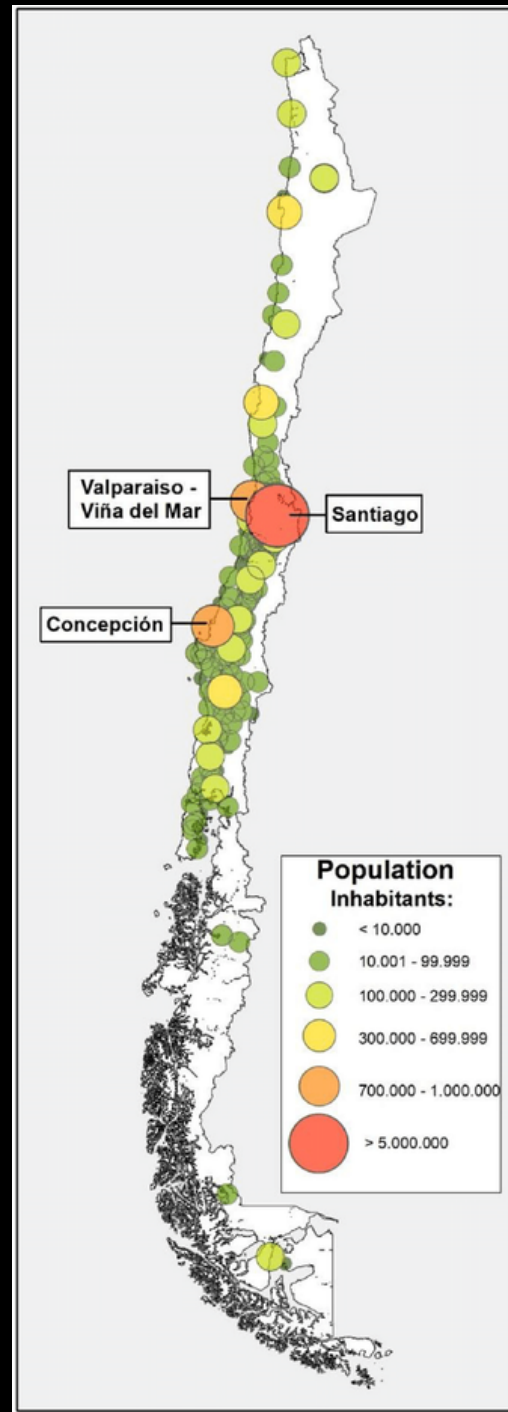 Valparaiso -
Viña del Mar
Santiago
Concepción
Population
Inhabitants:
< 10.000
10.001 - 99.999
100.000 - 299.999
300.000 - 699.999
700.000 - 1.000.000
> 5.000.000